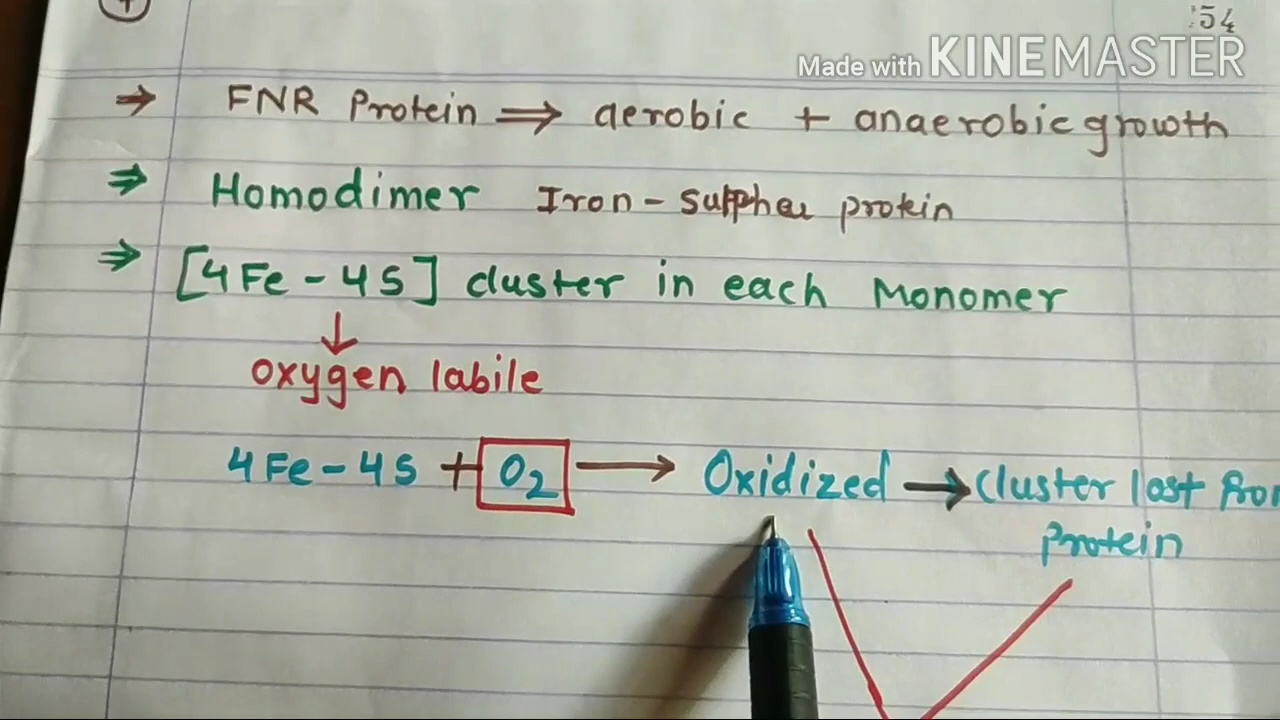 54
Made with KINEMASTER
→ FNR Protein ⇒ aerobic + anaerobic growth
⇒ Homodimer Iron - Sulpher protein
⇒ [4Fe - 4S] cluster in each Monomer
↓
oxygen labile
4Fe - 4S + O2 → Oxidized → Cluster lost from
Protein